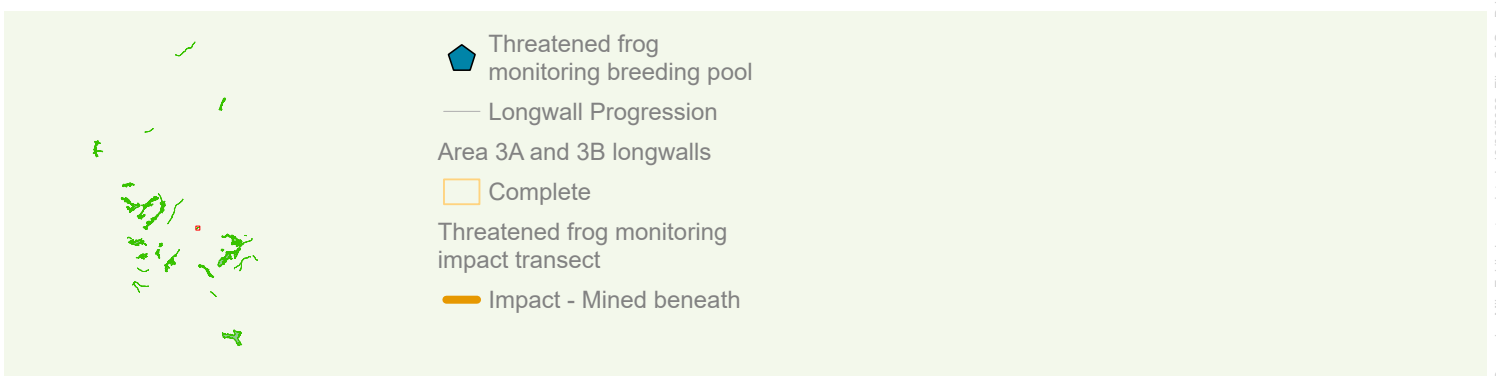 Threatened frog
monitoring breeding pool
Longwall Progression
Area 3A and 3B longwalls
Complete
Threatened frog monitoring
impact transect
Impact - Mined beneath